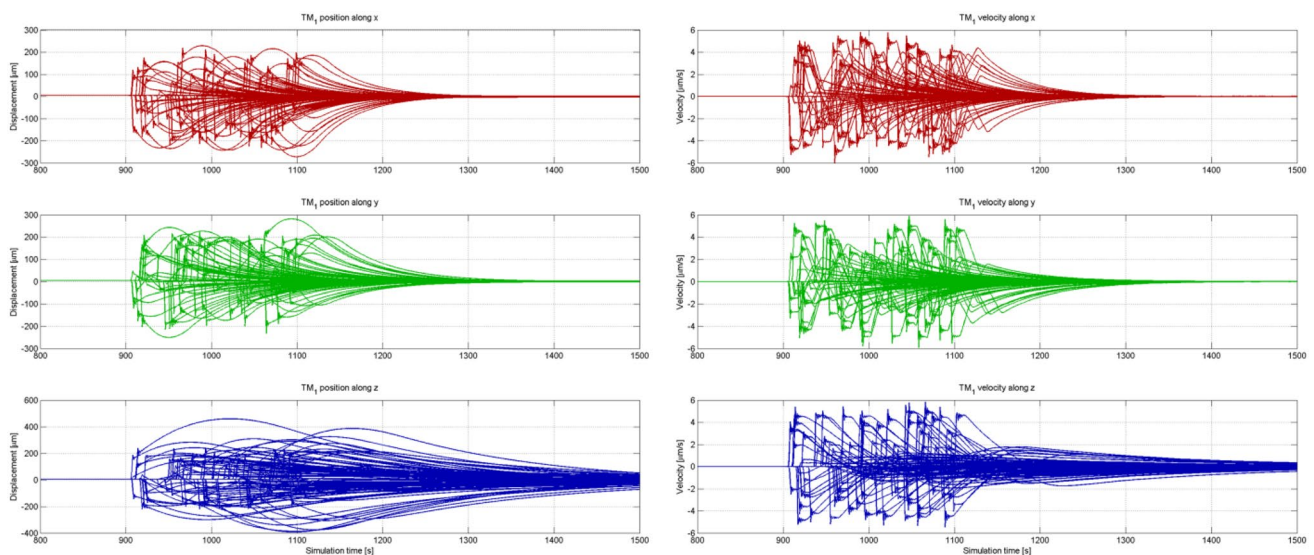 TM1 position along x
Displacement [µm]
300
200
100
0
-100
-200
-300
800 900 1000 1100 1200 1300 1400 1500
TM1 velocity along x
Velocity [µm/s]
6
4
2
0
-2
-4
-6
800 900 1000 1100 1200 1300 1400 1500
TM1 position along y
Displacement [µm]
300
200
100
0
-100
-200
-300
800 900 1000 1100 1200 1300 1400 1500
TM1 velocity along y
Velocity [µm/s]
6
4
2
0
-2
-4
-6
800 900 1000 1100 1200 1300 1400 1500
TM1 position along z
Displacement [µm]
600
400
200
0
-200
-400
800 900 1000 1100 1200 1300 1400 1500
Simulation time [s]
TM1 velocity along z
Velocity [µm/s]
6
4
2
0
-2
-4
-6
800 900 1000 1100 1200 1300 1400 1500
Simulation time [s]